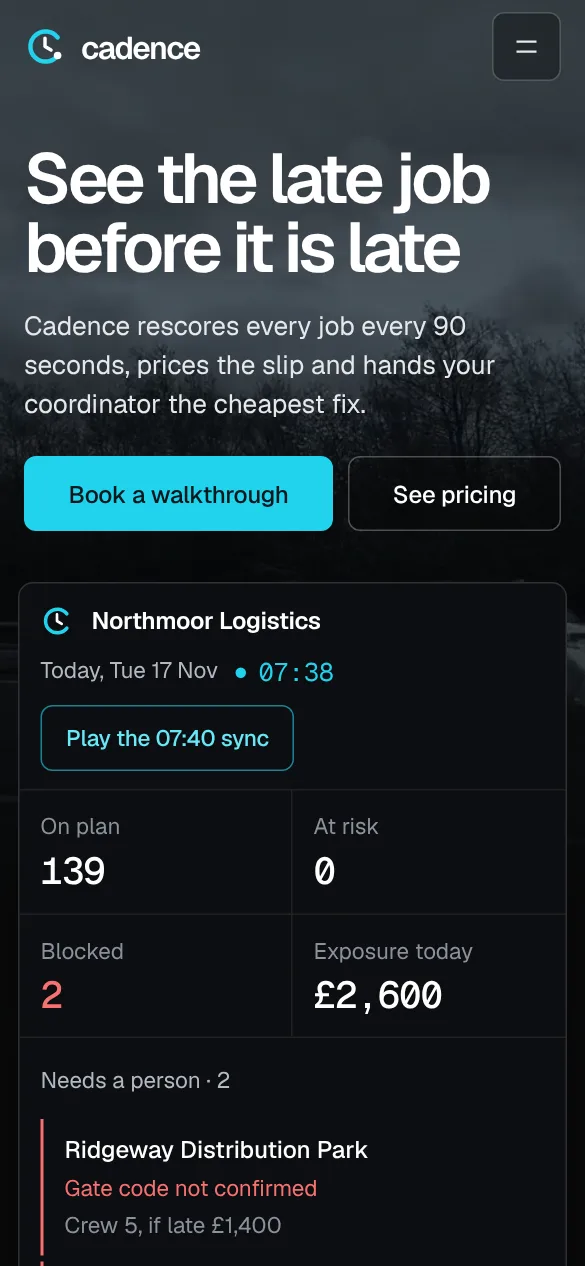 cadence
See the late job
before it is late
Cadence rescores every job every 90
seconds, prices the slip and hands your
coordinator the cheapest fix.
Book a walkthrough
See pricing
Northmoor Logistics
Today, Tue 17 Nov • 07:38
Play the 07:40 sync
On plan
139
At risk
0
Blocked
2
Exposure today
£2,600
Needs a person · 2
Ridgeway Distribution Park
Gate code not confirmed
Crew 5, if late £1,400